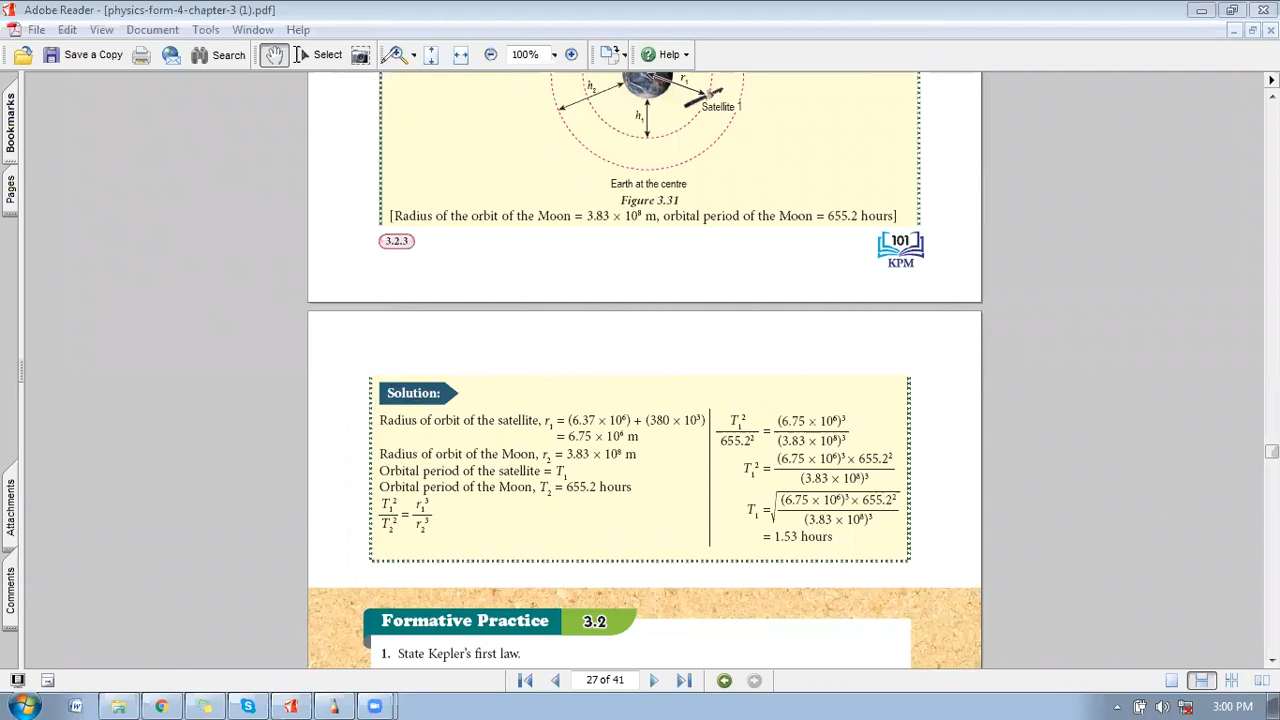 Adobe Reader - [physics-form-4-chapter-3 (1).pdf]
File Edit View Document Tools Window Help
Save a Copy Search Select 100% Help
Bookmarks
Pages
Attachments
Comments
r₁
h₂
Satellite 1
h₁
Earth at the centre
Figure 3.31
[Radius of the orbit of the Moon = 3.83 × 10⁸ m, orbital period of the Moon = 655.2 hours]
3.2.3
101
KPM
Solution:
Radius of orbit of the satellite, r₁ = (6.37 × 10⁶) + (380 × 10³)
= 6.75 × 10⁶ m
Radius of orbit of the Moon, r₂ = 3.83 × 10⁸ m
Orbital period of the satellite = T₁
Orbital period of the Moon, T₂ = 655.2 hours
T₁²/T₂² = r₁³/r₂³
T₁²/655.2² = (6.75 × 10⁶)³/(3.83 × 10⁸)³
T₁² = (6.75 × 10⁶)³ × 655.2²/(3.83 × 10⁸)³
T₁ = √((6.75 × 10⁶)³ × 655.2²/(3.83 × 10⁸)³)
= 1.53 hours
Formative Practice 3.2
1. State Kepler's first law.
27 of 41
3:00 PM